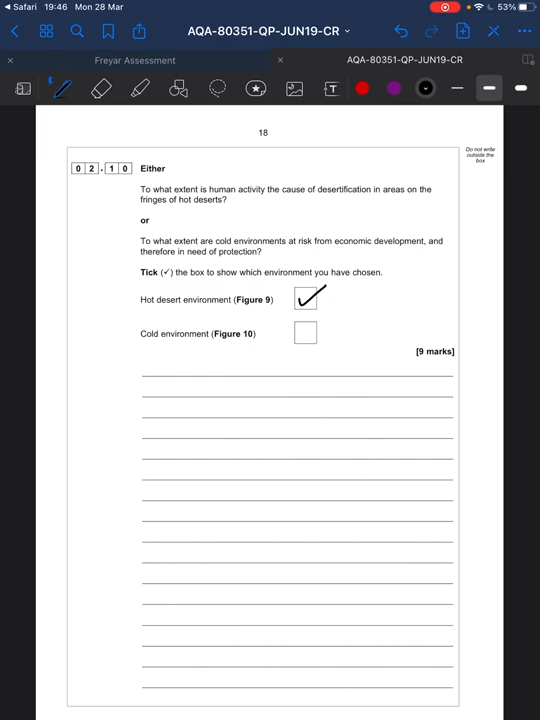 Safari 19:46 Mon 28 Mar 53%
AQA-80351-QP-JUN19-CR
Freyar Assessment
AQA-80351-QP-JUN19-CR
T
18
Do not write outside the box
0 2 . 1 0 Either
To what extent is human activity the cause of desertification in areas on the
fringes of hot deserts?
or
To what extent are cold environments at risk from economic development, and
therefore in need of protection?
Tick (✓) the box to show which environment you have chosen.
Hot desert environment (Figure 9) ✓
Cold environment (Figure 10)
[9 marks]